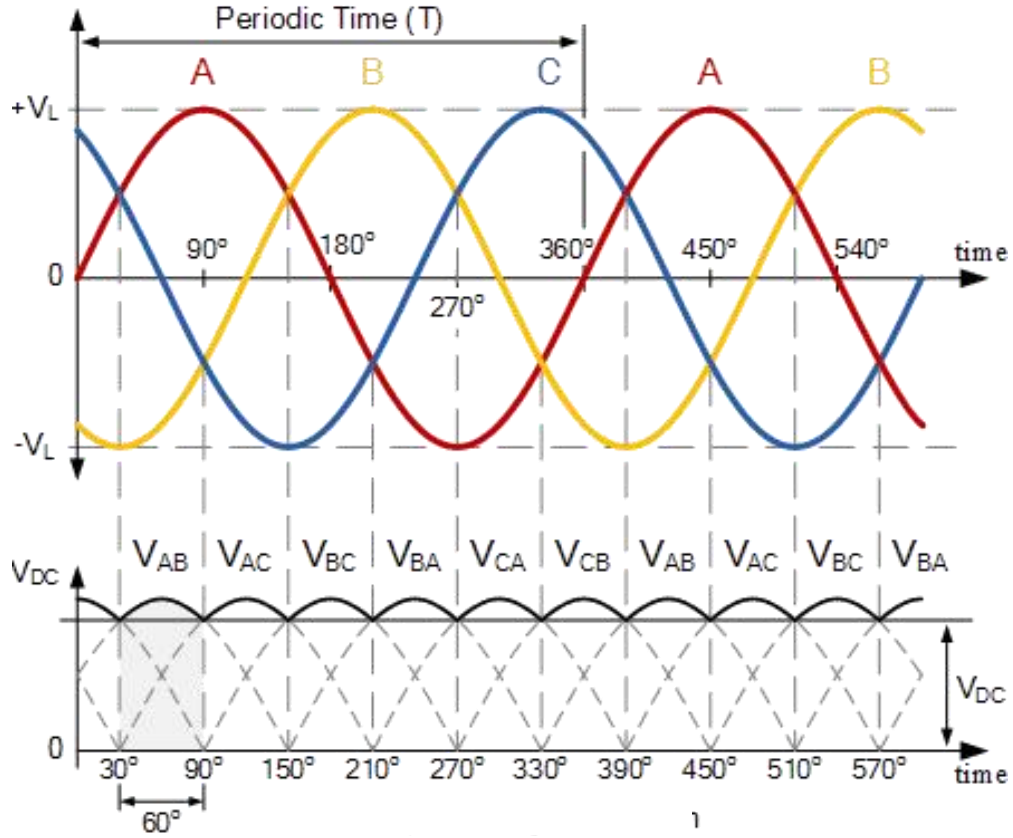 Periodic Time (T)
A B C A B
+VL
90° 180° 360° 450° 540°
0 time
270°
-VL
VAB VAC VBC VBA VCA VCB VAB VAC VBC VBA
VDC
VDC
0
30° 90° 150° 210° 270° 330° 390° 450° 510° 570° time
60°